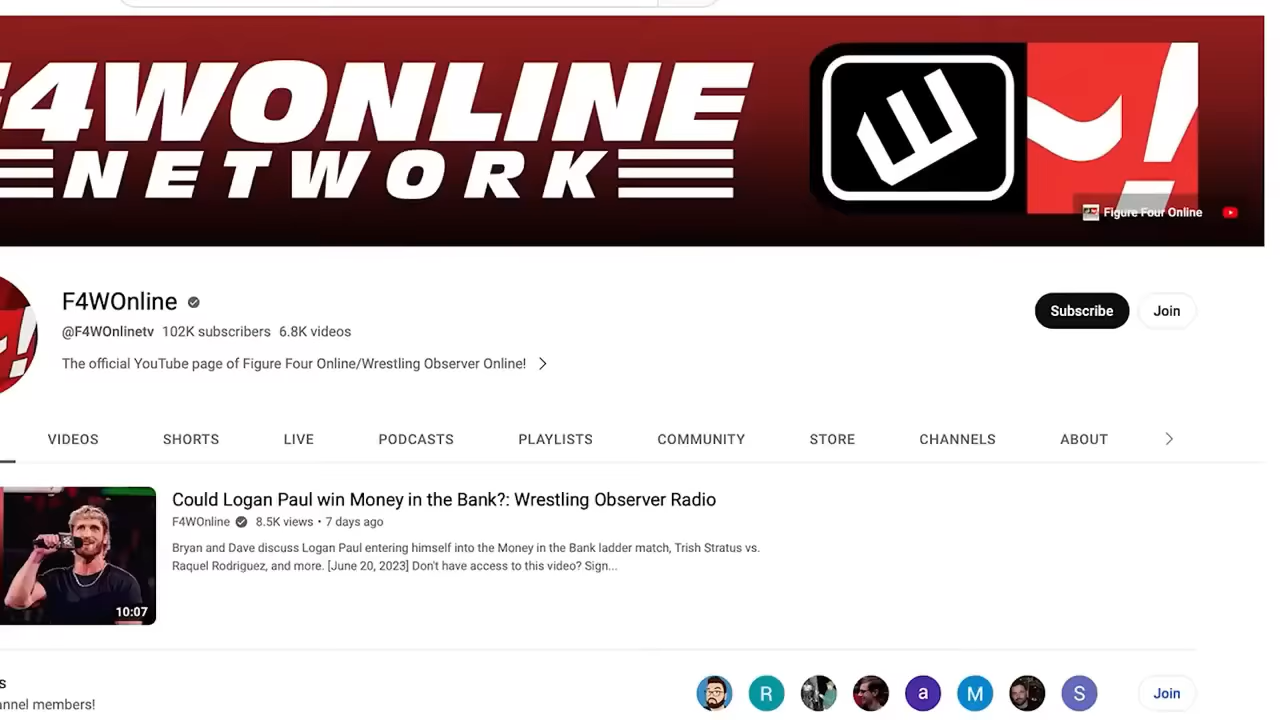 F4WONLINE
NETWORK
Figure Four Online
F4WOnline
@F4WOnlinetv 102K subscribers 6.8K videos
The official YouTube page of Figure Four Online/Wrestling Observer Online!
Subscribe
Join
VIDEOS SHORTS LIVE PODCASTS PLAYLISTS COMMUNITY STORE CHANNELS ABOUT
Could Logan Paul win Money in the Bank?: Wrestling Observer Radio
F4WOnline 8.5K views • 7 days ago
Bryan and Dave discuss Logan Paul entering himself into the Money in the Bank ladder match, Trish Stratus vs.
Raquel Rodriguez, and more. [June 20, 2023] Don't have access to this video? Sign...
10:07
R a M S
Join
members!